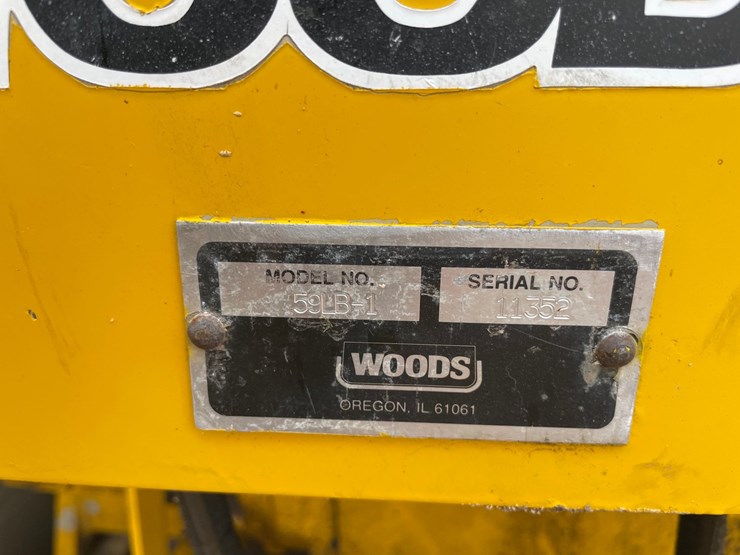 MODEL NO.
59LB-1
SERIAL NO.
11352
WOODS
OREGON, IL 61061